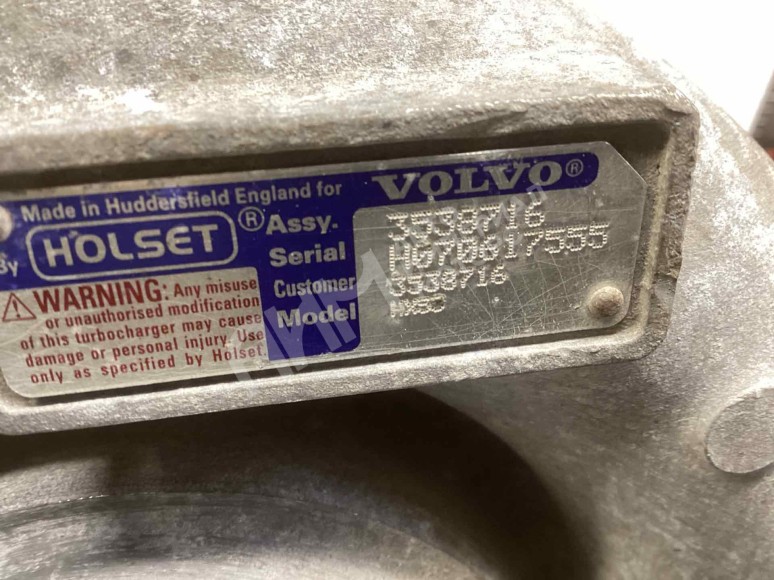 Made in Huddersfield England for VOLVO®
By HOLSET®
Assy. 3538716
Serial H070617555
Customer 3538716
Model HX50
WARNING: Any misuse
or unauthorised modification
of this turbocharger may cause
damage or personal injury. Use
only as specified by Holset.